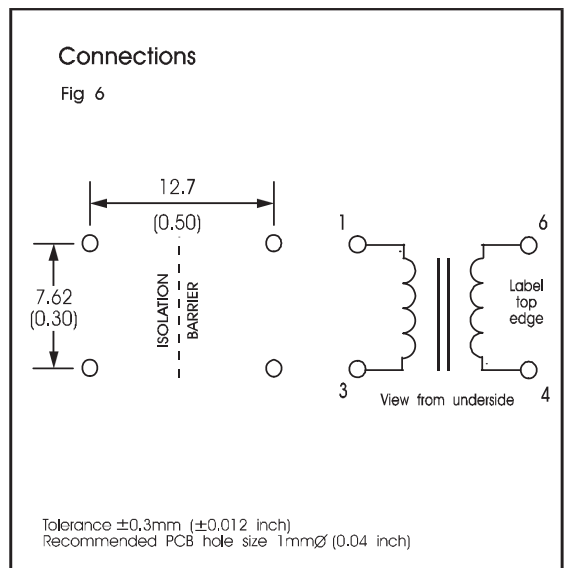 Connections
Fig 6
12.7
(0.50)
7.62
(0.30)
ISOLATION
BARRIER
1
6
Label
top
edge
3
4
View from underside
Tolerance ±0.3mm (±0.012 inch)
Recommended PCB hole size 1mmØ (0.04 inch)